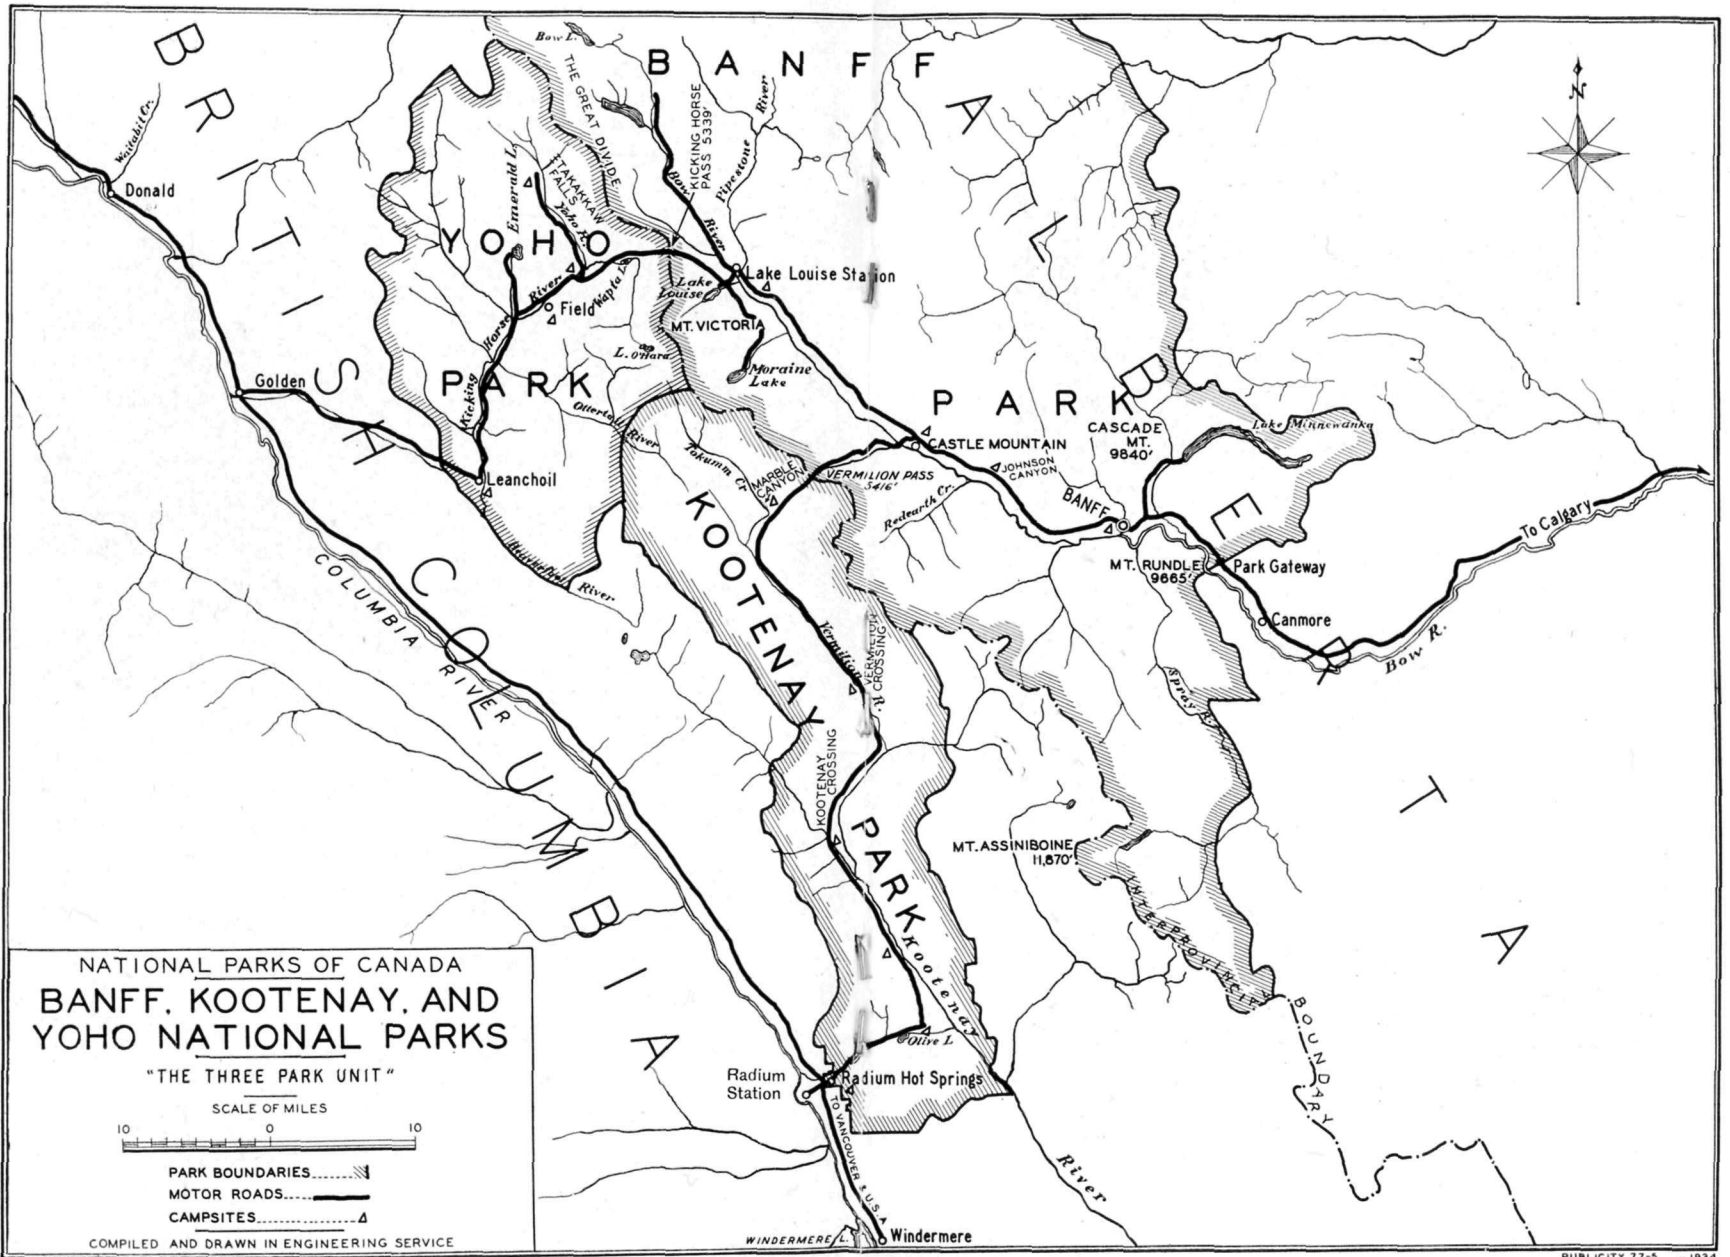 BRITISH COLUMBIA
ALBERTA
BANFF
PARK
YOHO
PARK
KOOTENAY
PARK
N
Bow L.
THE GREAT DIVIDE
KICKING HORSE
PASS 5339'
Pipestone River
Bow River
Waitabit Cr.
Donald
Emerald L.
TAKAKKAW
FALLS
Yoho R.
Lake Louise Station
Lake
Louise
Wapta L.
Field
Kicking Horse River
MT. VICTORIA
L. O'Hara
Moraine
Lake
Golden
Ottertail River
Tokumm Cr
MARBLE
CANYON
VERMILION PASS
5416'
CASTLE MOUNTAIN
JOHNSON
CANYON
Redearth Cr.
CASCADE
MT.
9840'
Lake Minnewanka
BANFF
MT. RUNDLE
9665'
Park Gateway
Canmore
To Calgary
Bow R.
Leanchoil
Beaverfoot River
COLUMBIA RIVER
Vermilion R.
VERMILION
CROSSING
Spray R.
KOOTENAY
CROSSING
MT. ASSINIBOINE
11,870'
INTERPROVINCIAL BOUNDARY
Kootenay River
Olive L
Radium
Station
Radium Hot Springs
TO VANCOUVER & U.S.A
WINDERMERE L.
Windermere
NATIONAL PARKS OF CANADA
BANFF, KOOTENAY, AND
YOHO NATIONAL PARKS
"THE THREE PARK UNIT"
SCALE OF MILES
10 0 10
PARK BOUNDARIES
MOTOR ROADS
CAMPSITES
COMPILED AND DRAWN IN ENGINEERING SERVICE
PUBLICITY 77-5 1934